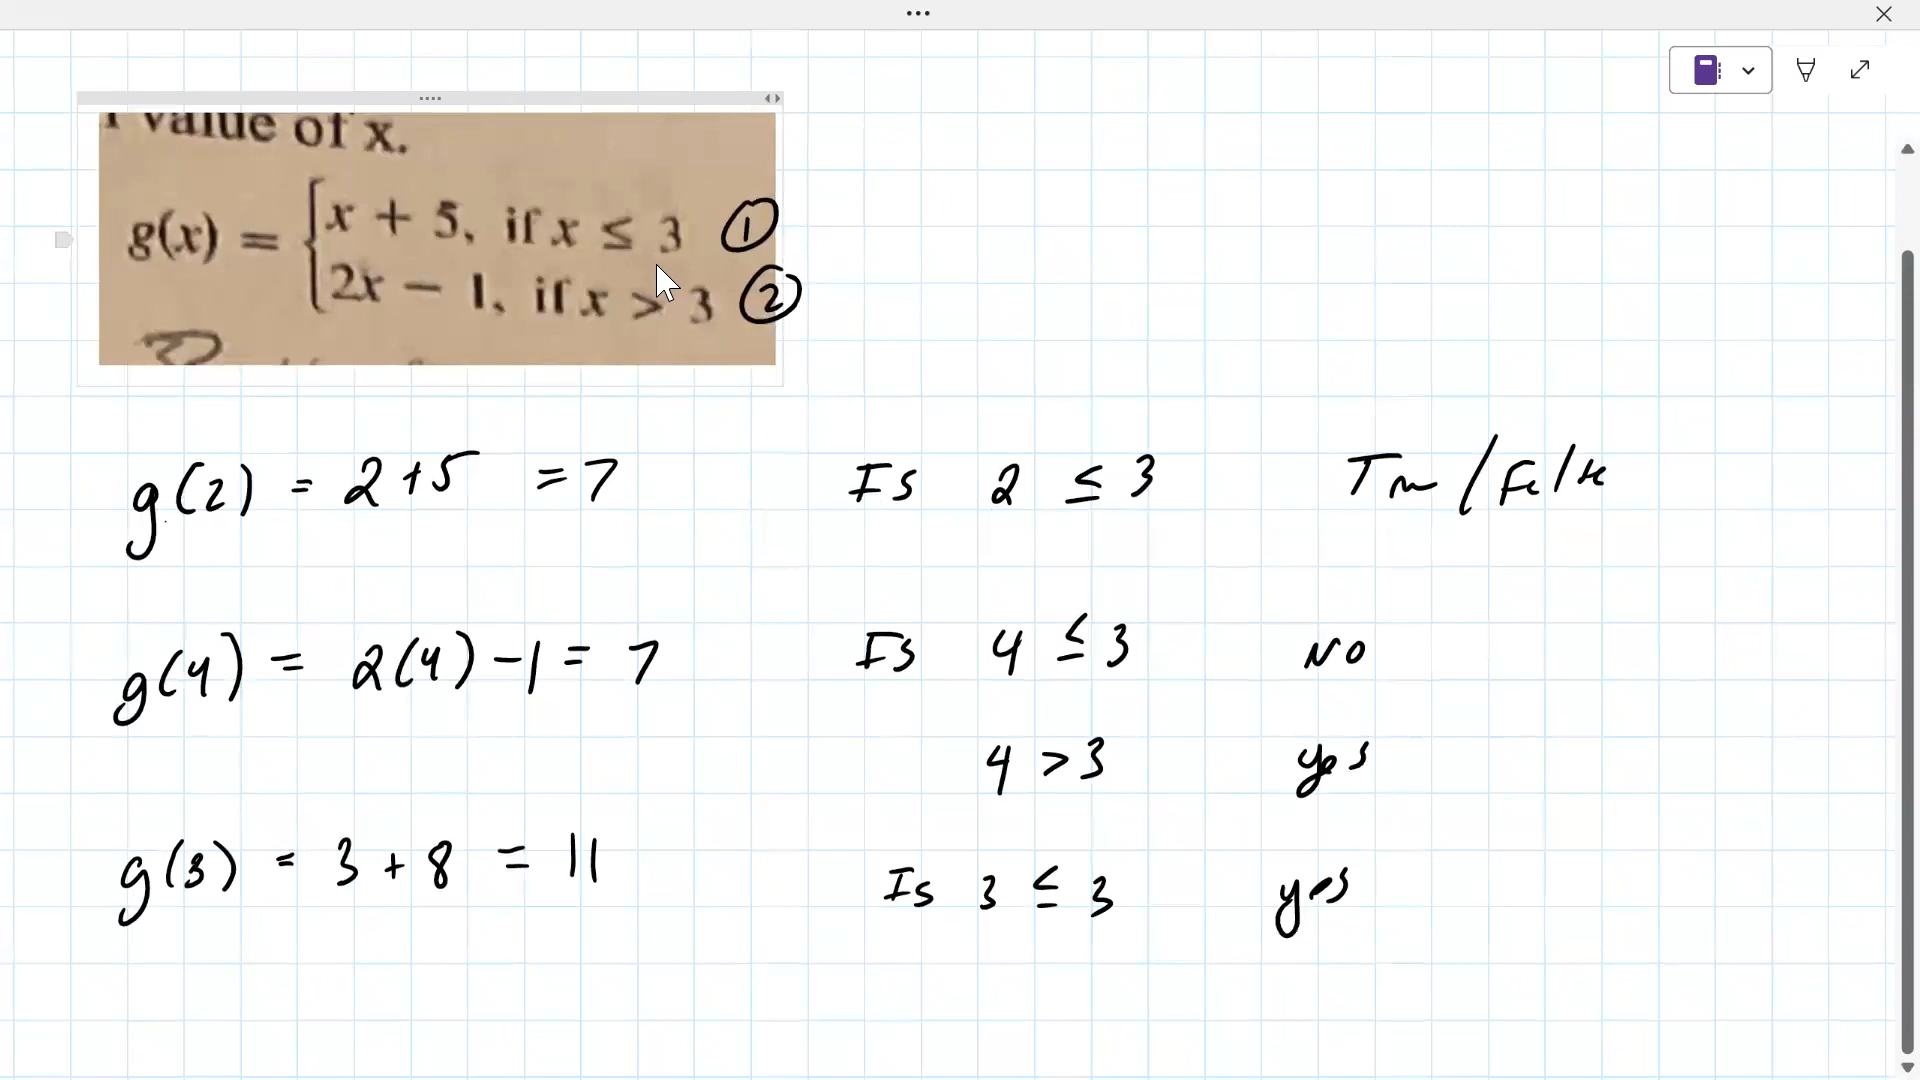 value of x.
g(x) = { x + 5, if x ≤ 3 ①
2x − 1, if x > 3 ②
g(2) = 2 + 5 = 7 Is 2 ≤ 3 / False
g(4) = 2(4) − 1 = 7 Is 4 ≤ 3 NO
4 > 3 yes
g(3) = 3 + 8 = 11 Is 3 ≤ 3 yes